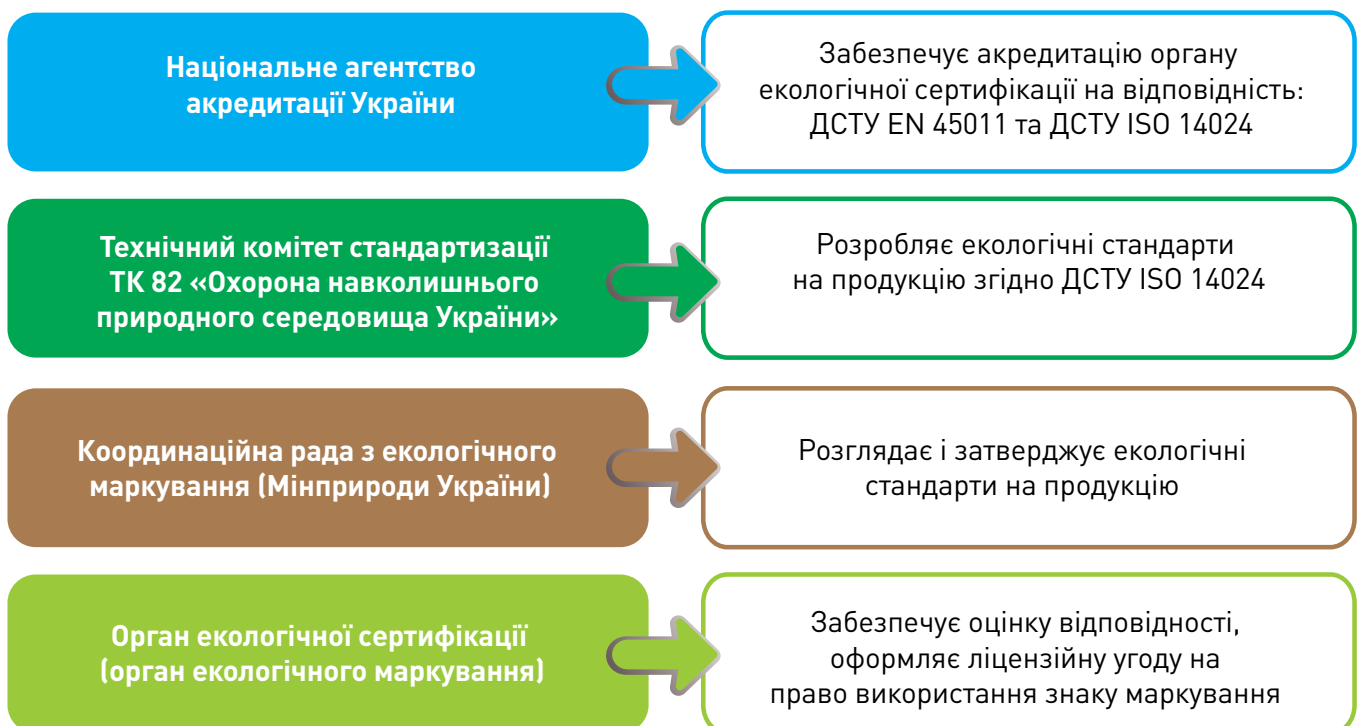 Національне агентство
акредитації України
Забезпечує акредитацію органу
екологічної сертифікації на відповідність:
ДСТУ EN 45011 та ДСТУ ISO 14024
Технічний комітет стандартизації
ТК 82 «Охорона навколишнього
природного середовища України»
Розробляє екологічні стандарти
на продукцію згідно ДСТУ ISO 14024
Координаційна рада з екологічного
маркування (Мінприроди України)
Розглядає і затверджує екологічні
стандарти на продукцію
Орган екологічної сертифікації
(орган екологічного маркування)
Забезпечує оцінку відповідності,
оформляє ліцензійну угоду на
право використання знаку маркування